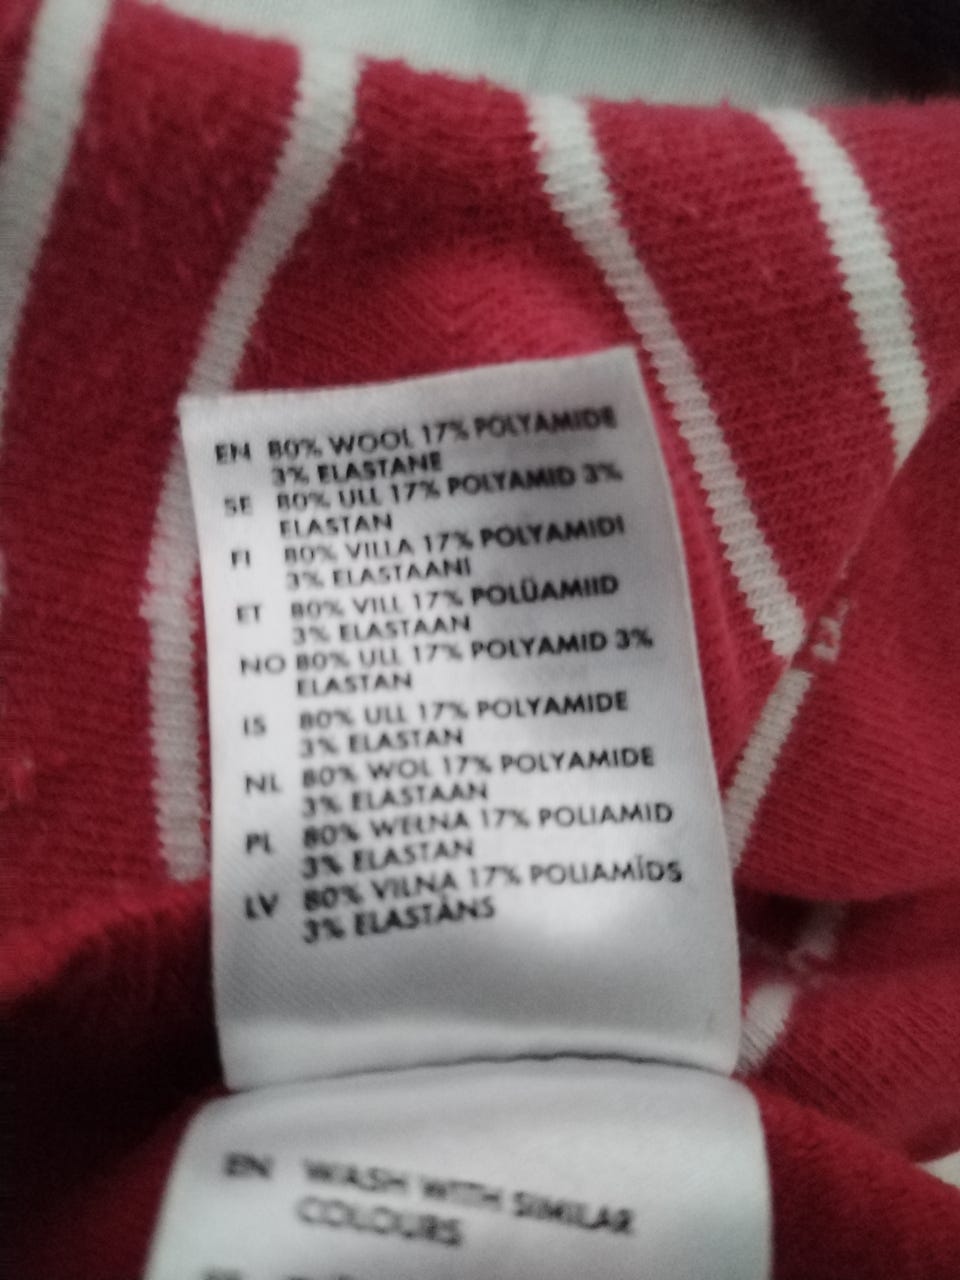 EN 80% WOOL 17% POLYAMIDE
3% ELASTANE
SE 80% ULL 17% POLYAMID 3%
ELASTAN
FI 80% VILLA 17% POLYAMIDI
3% ELASTAANI
ET 80% VILL 17% POLÜAMIID
3% ELASTAAN
NO 80% ULL 17% POLYAMID 3%
ELASTAN
IS 80% ULL 17% POLYAMIDE
3% ELASTAN
NL 80% WOL 17% POLYAMIDE
3% ELASTAAN
PL 80% WEŁNA 17% POLIAMID
3% ELASTAN
LV 80% VILNA 17% POLIAMĪDS
3% ELASTĀNS
EN WASH WITH SIMILAR
COLOURS